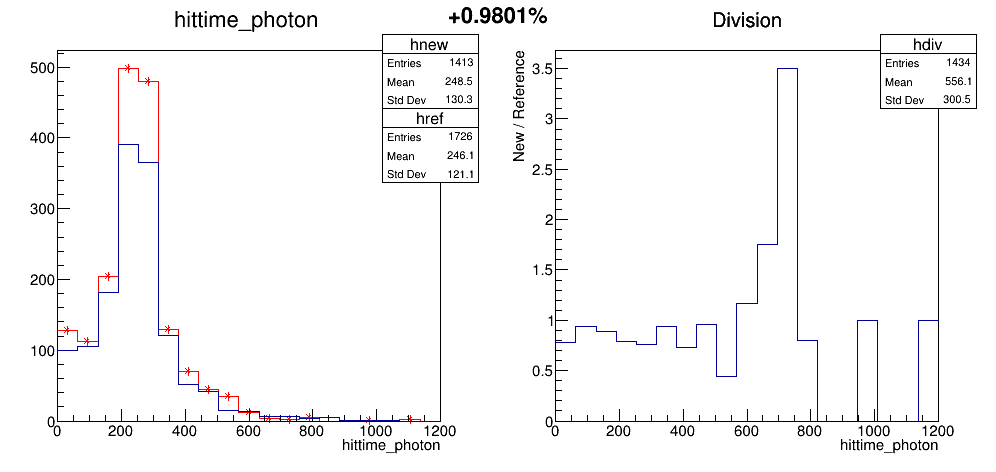 +0.9801%
hittime_photon
hnew
Entries 1413
Mean 248.5
Std Dev 130.3
href
Entries 1726
Mean 246.1
Std Dev 121.1
500
400
300
200
100
0
0 200 400 600 800 1000 1200
hittime_photon
Division
hdiv
Entries 1434
Mean 556.1
Std Dev 300.5
New / Reference
3.5
3
2.5
2
1.5
1
0.5
0
0 200 400 600 800 1000 1200
hittime_photon